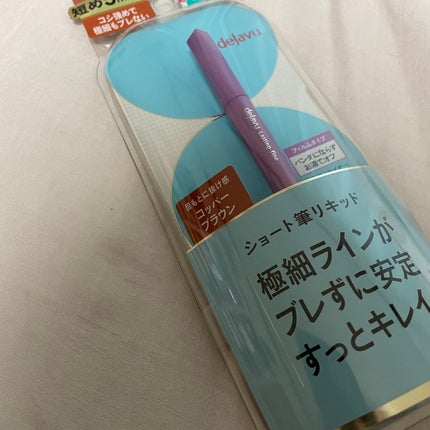 短め
コシ強めで
極細もブレない
dejavu
dejavu Lasting-fine
フィルムタイプ
パンダにならず
お湯でオフ
目もとに抜け感
コッパー
ブラウン
ショート筆リキッド
極細ラインが
ブレずに安定
すっとキレイ